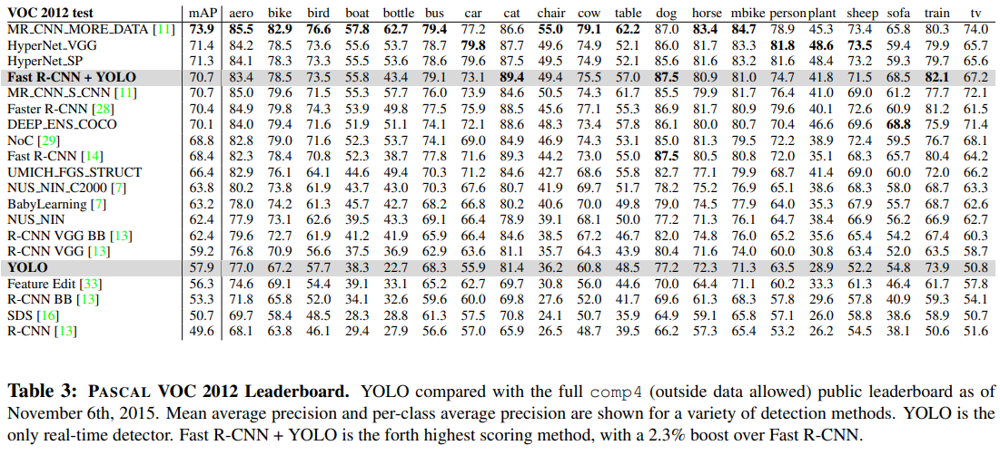 VOC 2012 test mAP aero bike bird boat bottle bus car cat chair cow table dog horse mbike person plant sheep sofa train tv
MR_CNN_MORE_DATA [11] 73.9 85.5 82.9 76.6 57.8 62.7 79.4 77.2 86.6 55.0 79.1 62.2 87.0 83.4 84.7 78.9 45.3 73.4 65.8 80.3 74.0
HyperNet_VGG 71.4 84.2 78.5 73.6 55.6 53.7 78.7 79.8 87.7 49.6 74.9 52.1 86.0 81.7 83.3 81.8 48.6 73.5 59.4 79.9 65.7
HyperNet_SP 71.3 84.1 78.3 73.3 55.5 53.6 78.6 79.6 87.5 49.5 74.9 52.1 85.6 81.6 83.2 81.6 48.4 73.2 59.3 79.7 65.6
Fast R-CNN + YOLO 70.7 83.4 78.5 73.5 55.8 43.4 79.1 73.1 89.4 49.4 75.5 57.0 87.5 80.9 81.0 74.7 41.8 71.5 68.5 82.1 67.2
MR_CNN_S_CNN [11] 70.7 85.0 79.6 71.5 55.3 57.7 76.0 73.9 84.6 50.5 74.3 61.7 85.5 79.9 81.7 76.4 41.0 69.0 61.2 77.7 72.1
Faster R-CNN [28] 70.4 84.9 79.8 74.3 53.9 49.8 77.5 75.9 88.5 45.6 77.1 55.3 86.9 81.7 80.9 79.6 40.1 72.6 60.9 81.2 61.5
DEEP_ENS_COCO 70.1 84.0 79.4 71.6 51.9 51.1 74.1 72.1 88.6 48.3 73.4 57.8 86.1 80.0 80.7 70.4 46.6 69.6 68.8 75.9 71.4
NoC [29] 68.8 82.8 79.0 71.6 52.3 53.7 74.1 69.0 84.9 46.9 74.3 53.1 85.0 81.3 79.5 72.2 38.9 72.4 59.5 76.7 68.1
Fast R-CNN [14] 68.4 82.3 78.4 70.8 52.3 38.7 77.8 71.6 89.3 44.2 73.0 55.0 87.5 80.5 80.8 72.0 35.1 68.3 65.7 80.4 64.2
UMICH_FGS_STRUCT 66.4 82.9 76.1 64.1 44.6 49.4 70.3 71.2 84.6 42.7 68.6 55.8 82.7 77.1 79.9 68.7 41.4 69.0 60.0 72.0 66.2
NUS_NIN_C2000 [7] 63.8 80.2 73.8 61.9 43.7 43.0 70.3 67.6 80.7 41.9 69.7 51.7 78.2 75.2 76.9 65.1 38.6 68.3 58.0 68.7 63.3
BabyLearning [7] 63.2 78.0 74.2 61.3 45.7 42.7 68.2 66.8 80.2 40.6 70.0 49.8 79.0 74.5 77.9 64.0 35.3 67.9 55.7 68.7 62.6
NUS_NIN 62.4 77.9 73.1 62.6 39.5 43.3 69.1 66.4 78.9 39.1 68.1 50.0 77.2 71.3 76.1 64.7 38.4 66.9 56.2 66.9 62.7
R-CNN VGG BB [13] 62.4 79.6 72.7 61.9 41.2 41.9 65.9 66.4 84.6 38.5 67.2 46.7 82.0 74.8 76.0 65.2 35.6 65.4 54.2 67.4 60.3
R-CNN VGG [13] 59.2 76.8 70.9 56.6 37.5 36.9 62.9 63.6 81.1 35.7 64.3 43.9 80.4 71.6 74.0 60.0 30.8 63.4 52.0 63.5 58.7
YOLO 57.9 77.0 67.2 57.7 38.3 22.7 68.3 55.9 81.4 36.2 60.8 48.5 77.2 72.3 71.3 63.5 28.9 52.2 54.8 73.9 50.8
Feature Edit [33] 56.3 74.6 69.1 54.4 39.1 33.1 65.2 62.7 69.7 30.8 56.0 44.6 70.0 64.4 71.1 60.2 33.3 61.3 46.4 61.7 57.8
R-CNN BB [13] 53.3 71.8 65.8 52.0 34.1 32.6 59.6 60.0 69.8 27.6 52.0 41.7 69.6 61.3 68.3 57.8 29.6 57.8 40.9 59.3 54.1
SDS [16] 50.7 69.7 58.4 48.5 28.3 28.8 61.3 57.5 70.8 24.1 50.7 35.9 64.9 59.1 65.8 57.1 26.0 58.8 38.6 58.9 50.7
R-CNN [13] 49.6 68.1 63.8 46.1 29.4 27.9 56.6 57.0 65.9 26.5 48.7 39.5 66.2 57.3 65.4 53.2 26.2 54.5 38.1 50.6 51.6
Table 3: PASCAL VOC 2012 Leaderboard. YOLO compared with the full comp4 (outside data allowed) public leaderboard as of
November 6th, 2015. Mean average precision and per-class average precision are shown for a variety of detection methods. YOLO is the
only real-time detector. Fast R-CNN + YOLO is the forth highest scoring method, with a 2.3% boost over Fast R-CNN.